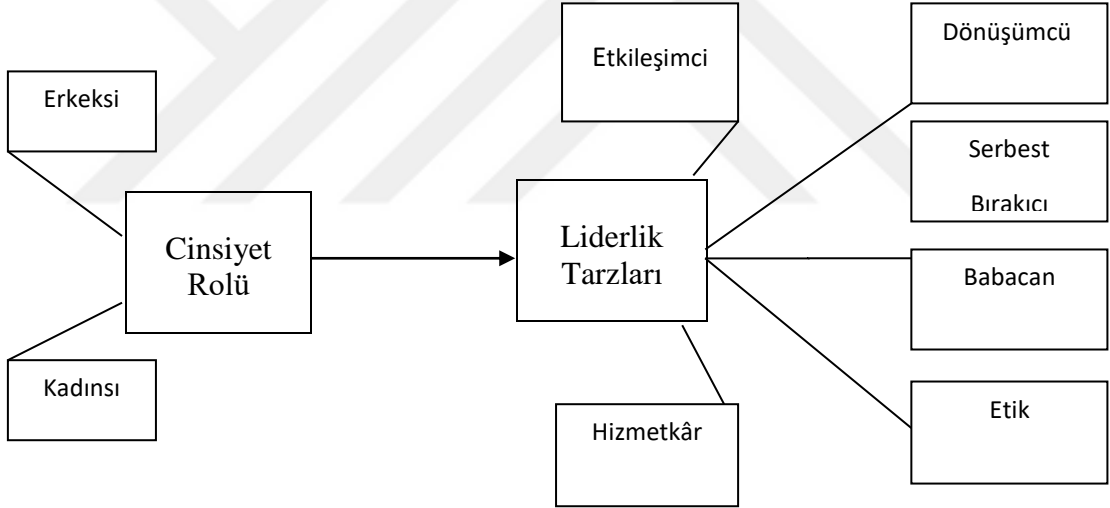 Erkeksi
Kadınsı
Cinsiyet
Rolü
Etkileşimci
Liderlik
Tarzları
Hizmetkâr
Dönüşümcü
Serbest
Bırakıcı
Babacan
Etik